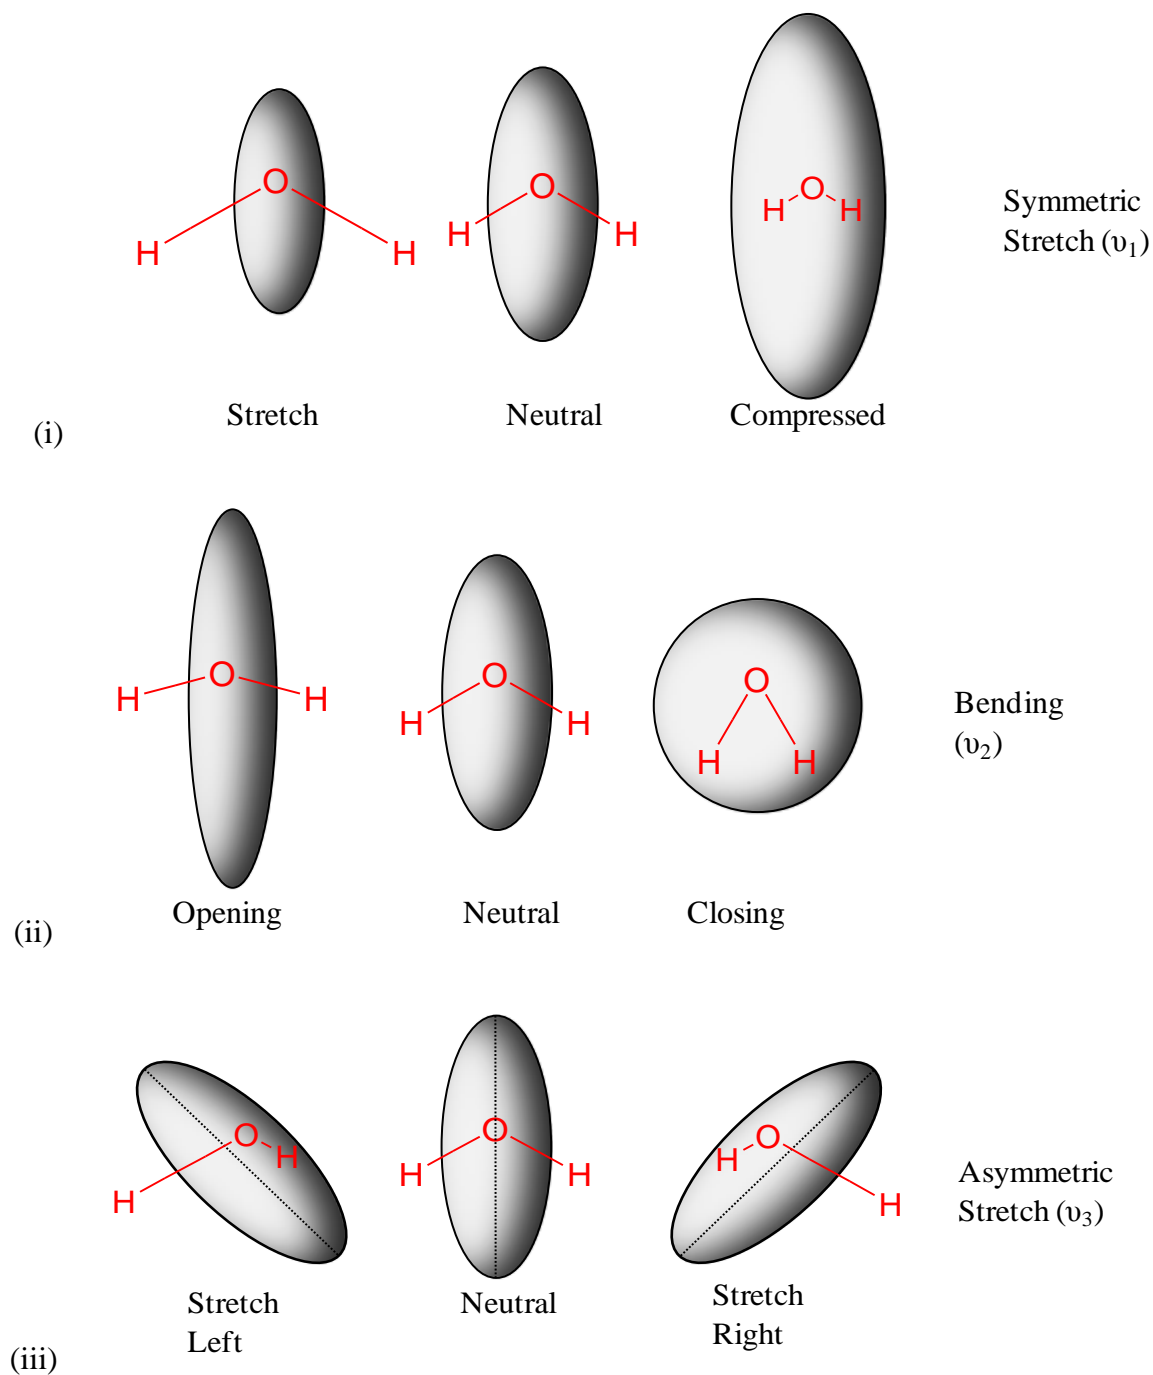 O
H H
O
H H
O
H H
Symmetric
Stretch (υ₁)
Stretch
Neutral
Compressed
(i)
O
H H
O
H H
O
H H
Bending
(υ₂)
Opening
Neutral
Closing
(ii)
O
H
H
O
H H
O
H
H
Asymmetric
Stretch (υ₃)
Stretch
Left
Neutral
Stretch
Right
(iii)